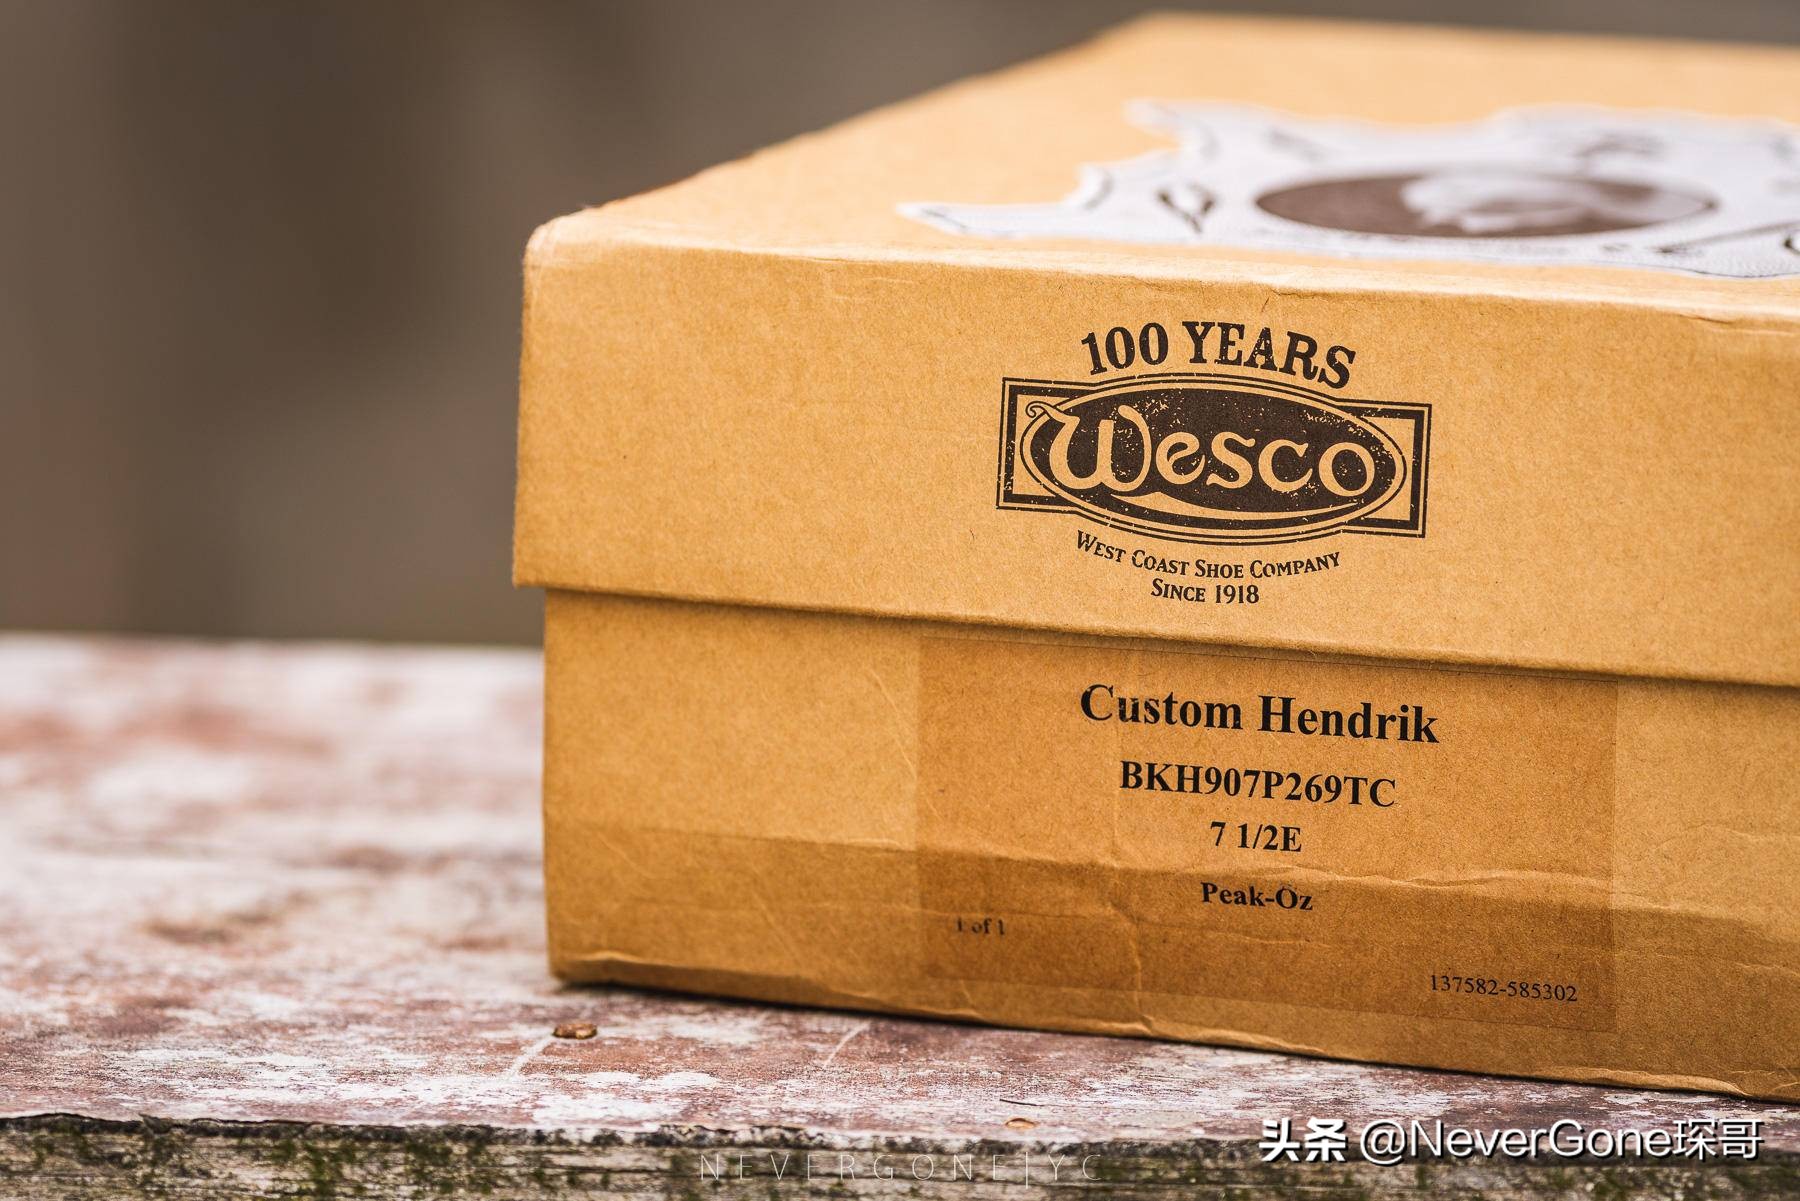 100 YEARS
Wesco
WEST COAST SHOE COMPANY
SINCE 1918
Custom Hendrik
BKH907P269TC
7 1/2E
Peak-Oz
1 of 1
137582-585302
头条 @NeverGone琛哥
NEVERGONE|YC